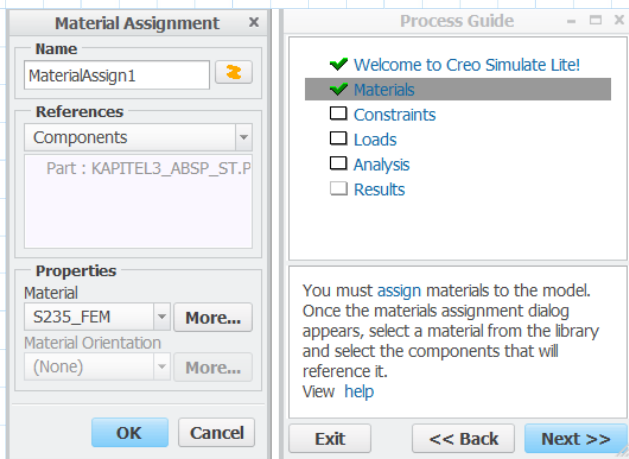 Material Assignment
Name
MaterialAssign1
References
Components
Part : KAPITEL3_ABSP_ST.P
Properties
Material
S235_FEM
More...
Material Orientation
(None)
More...
OK
Cancel
Process Guide
Welcome to Creo Simulate Lite!
Materials
Constraints
Loads
Analysis
Results
You must assign materials to the model.
Once the materials assignment dialog
appears, select a material from the library
and select the components that will
reference it.
View help
Exit
<< Back
Next >>